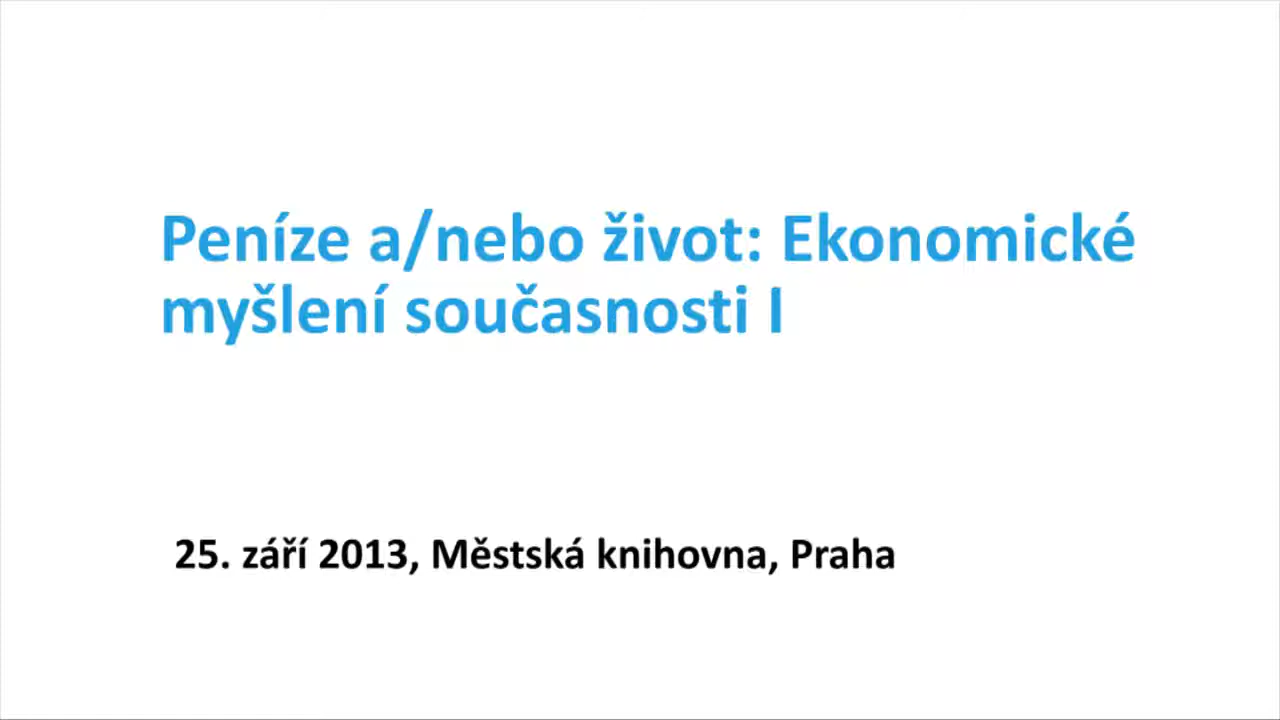 Peníze a/nebo život: Ekonomické
myšlení současnosti I
25. září 2013, Městská knihovna, Praha